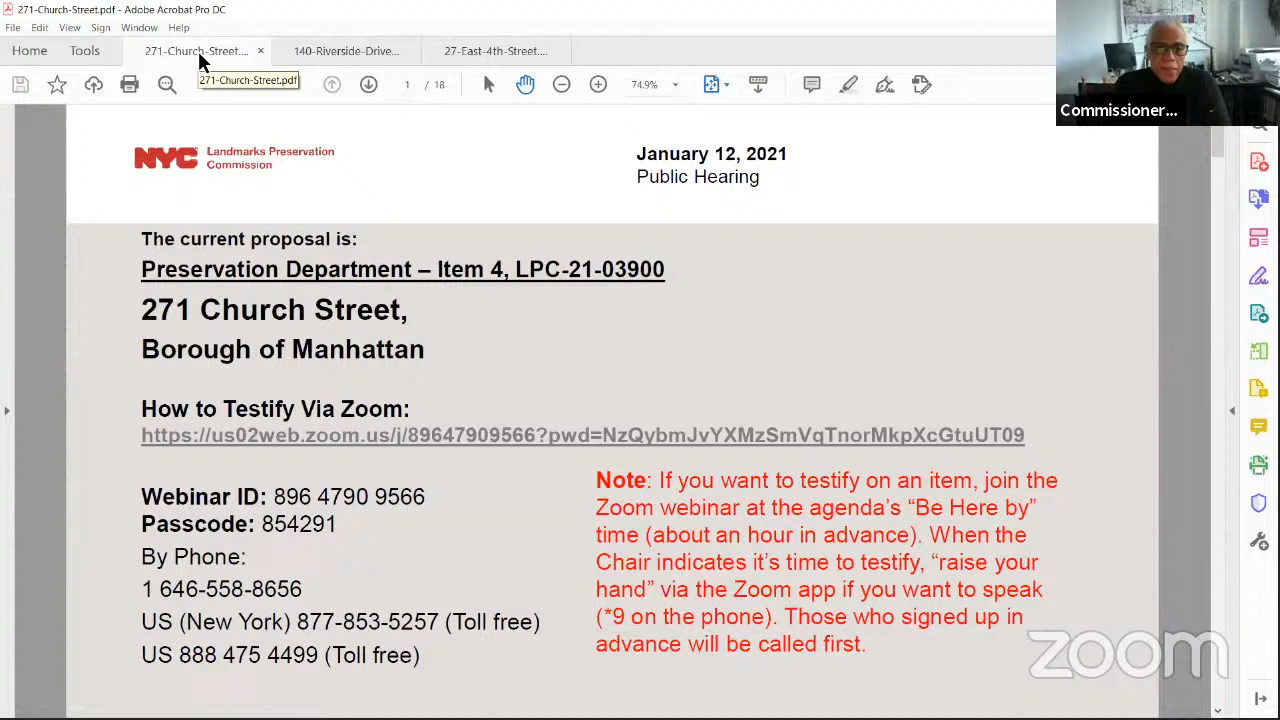 271-Church-Street.pdf - Adobe Acrobat Pro DC
File Edit View Sign Window Help
Home Tools 271-Church-Street.... × 140-Riverside-Drive... 27-East-4th-Street....
271-Church-Street.pdf
1 / 18 74.9%
Commissioner...
NYC Landmarks Preservation
Commission
January 12, 2021
Public Hearing
The current proposal is:
Preservation Department – Item 4, LPC-21-03900
271 Church Street,
Borough of Manhattan
How to Testify Via Zoom:
https://us02web.zoom.us/j/89647909566?pwd=NzQybmJvYXMzSmVqTnorMkpXcGtuUT09
Webinar ID: 896 4790 9566
Passcode: 854291
By Phone:
1 646-558-8656
US (New York) 877-853-5257 (Toll free)
US 888 475 4499 (Toll free)
Note: If you want to testify on an item, join the
Zoom webinar at the agenda’s “Be Here by”
time (about an hour in advance). When the
Chair indicates it’s time to testify, “raise your
hand” via the Zoom app if you want to speak
(*9 on the phone). Those who signed up in
advance will be called first.
zoom